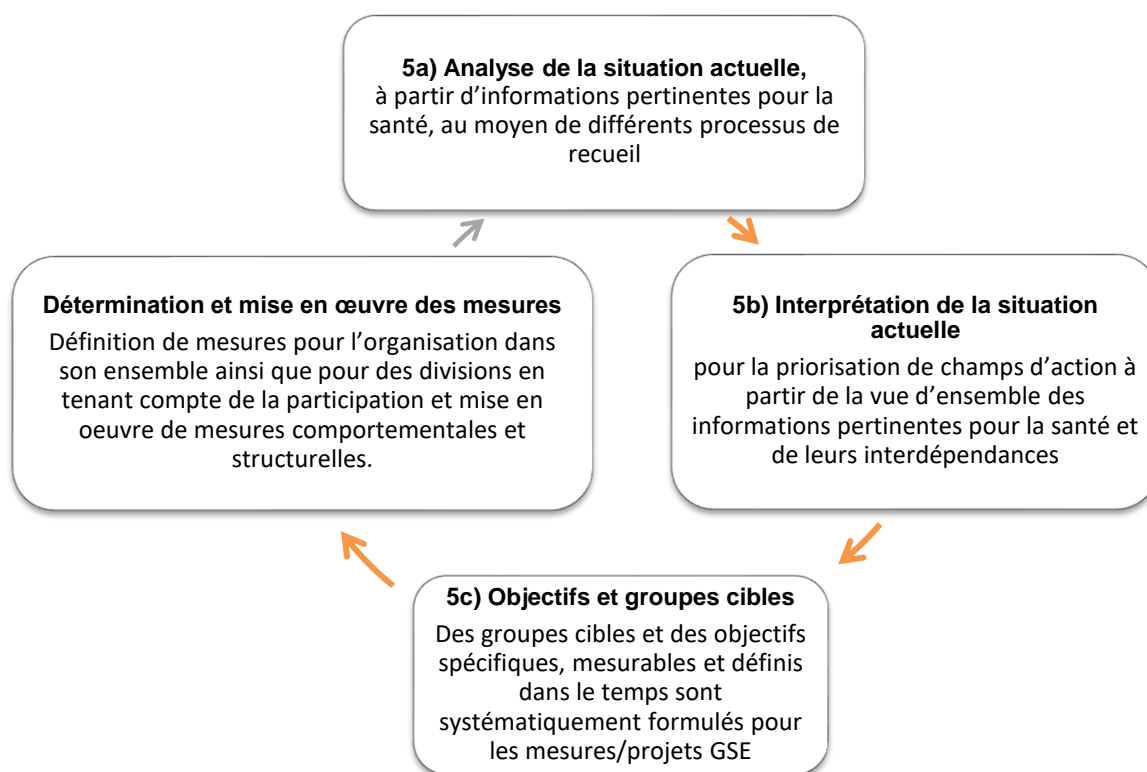 5a) Analyse de la situation actuelle,
à partir d’informations pertinentes pour la
santé, au moyen de différents processus de
recueil
Détermination et mise en œuvre des mesures
Définition de mesures pour l’organisation dans
son ensemble ainsi que pour des divisions en
tenant compte de la participation et mise en
oeuvre de mesures comportementales et
structurelles.
5b) Interprétation de la situation
actuelle
pour la priorisation de champs d’action à
partir de la vue d’ensemble des
informations pertinentes pour la santé et
de leurs interdépendances
5c) Objectifs et groupes cibles
Des groupes cibles et des objectifs
spécifiques, mesurables et définis
dans le temps sont
systématiquement formulés pour
les mesures/projets GSE